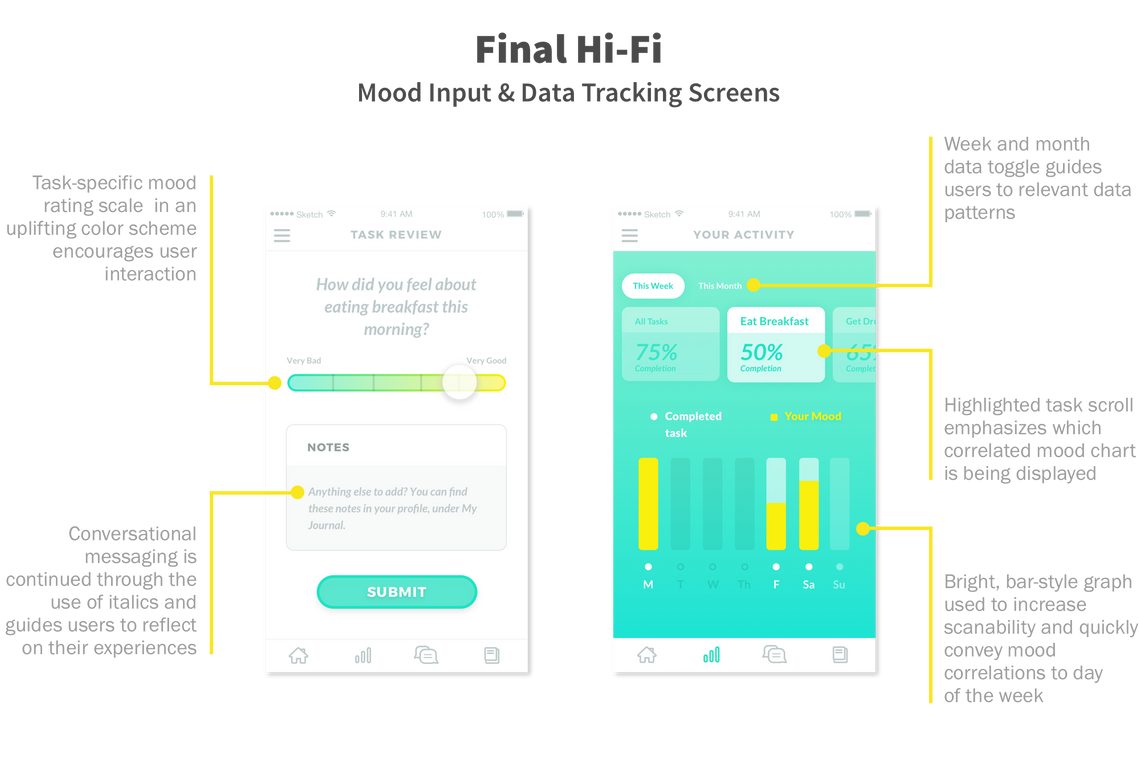 Final Hi-Fi
Mood Input & Data Tracking Screens
Task-specific mood
rating scale in an
uplifting color scheme
encourages user
interaction
Conversational
messaging is
continued through the
use of italics and
guides users to reflect
on their experiences
Sketch 9:41 AM 100%
TASK REVIEW
How did you feel about
eating breakfast this
morning?
Very Bad Very Good
NOTES
Anything else to add? You can find
these notes in your profile, under My
Journal.
SUBMIT
Sketch 9:41 AM 100%
YOUR ACTIVITY
This Week This Month
All Tasks Eat Breakfast Get Dre
75% 50% 65%
Completion Completion Complet
Completed Your Mood
task
M T W Th F Sa Su
Week and month
data toggle guides
users to relevant data
patterns
Highlighted task scroll
emphasizes which
correlated mood chart
is being displayed
Bright, bar-style graph
used to increase
scanability and quickly
convey mood
correlations to day
of the week